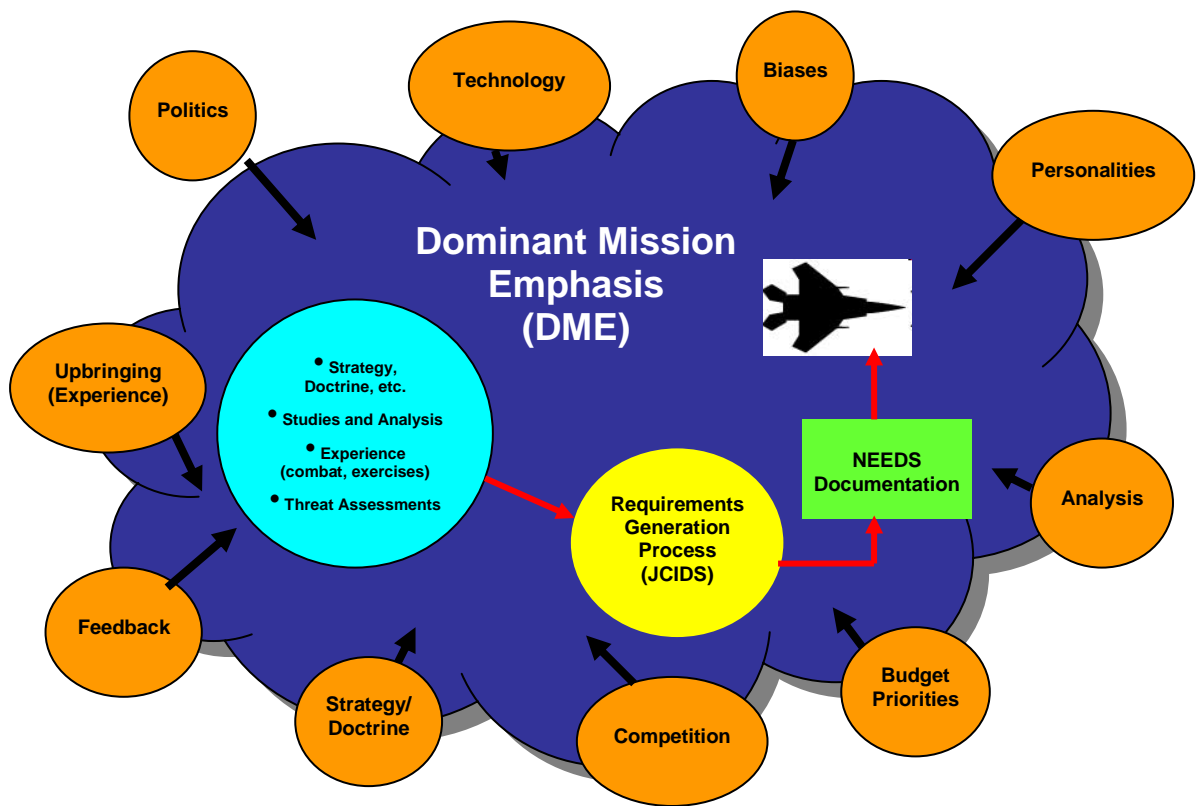 Politics
Technology
Biases
Personalities
Dominant Mission
Emphasis
(DME)
Upbringing
(Experience)
• Strategy,
Doctrine, etc.
• Studies and Analysis
• Experience
(combat, exercises)
• Threat Assessments
Requirements
Generation
Process
(JCIDS)
NEEDS
Documentation
Analysis
Feedback
Strategy/
Doctrine
Competition
Budget
Priorities